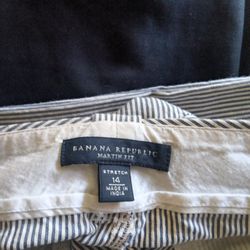 BANANA REPUBLIC
MARTIN FIT
STRETCH
14
MADE IN
INDIA